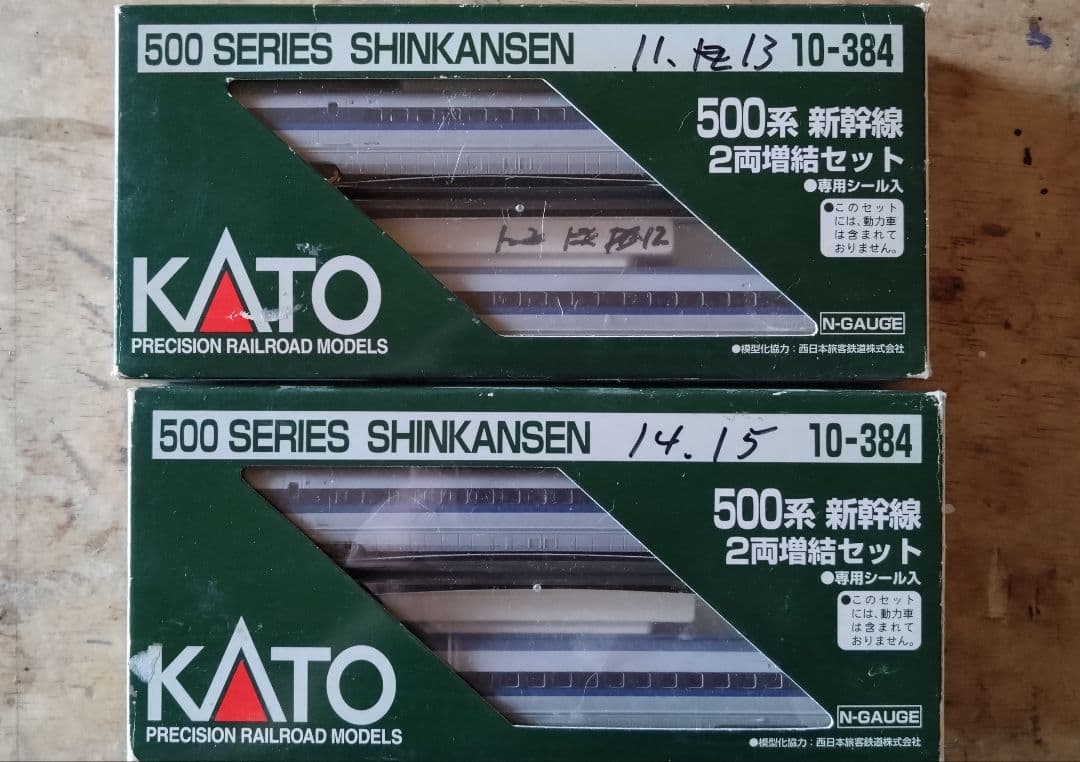 500 SERIES SHINKANSEN 11. 13 10-384
500系 新幹線
2両増結セット
●専用シール入
●このセット
には、動力車
は含まれて
おりません。
12
KATO
N-GAUGE
PRECISION RAILROAD MODELS
●模型化協力：西日本旅客鉄道株式会社
500 SERIES SHINKANSEN 14.15 10-384
500系 新幹線
2両増結セット
●専用シール入
●このセット
には、動力車
は含まれて
おりません。
KATO
N-GAUGE
PRECISION RAILROAD MODELS
●模型化協力：西日本旅客鉄道株式会社